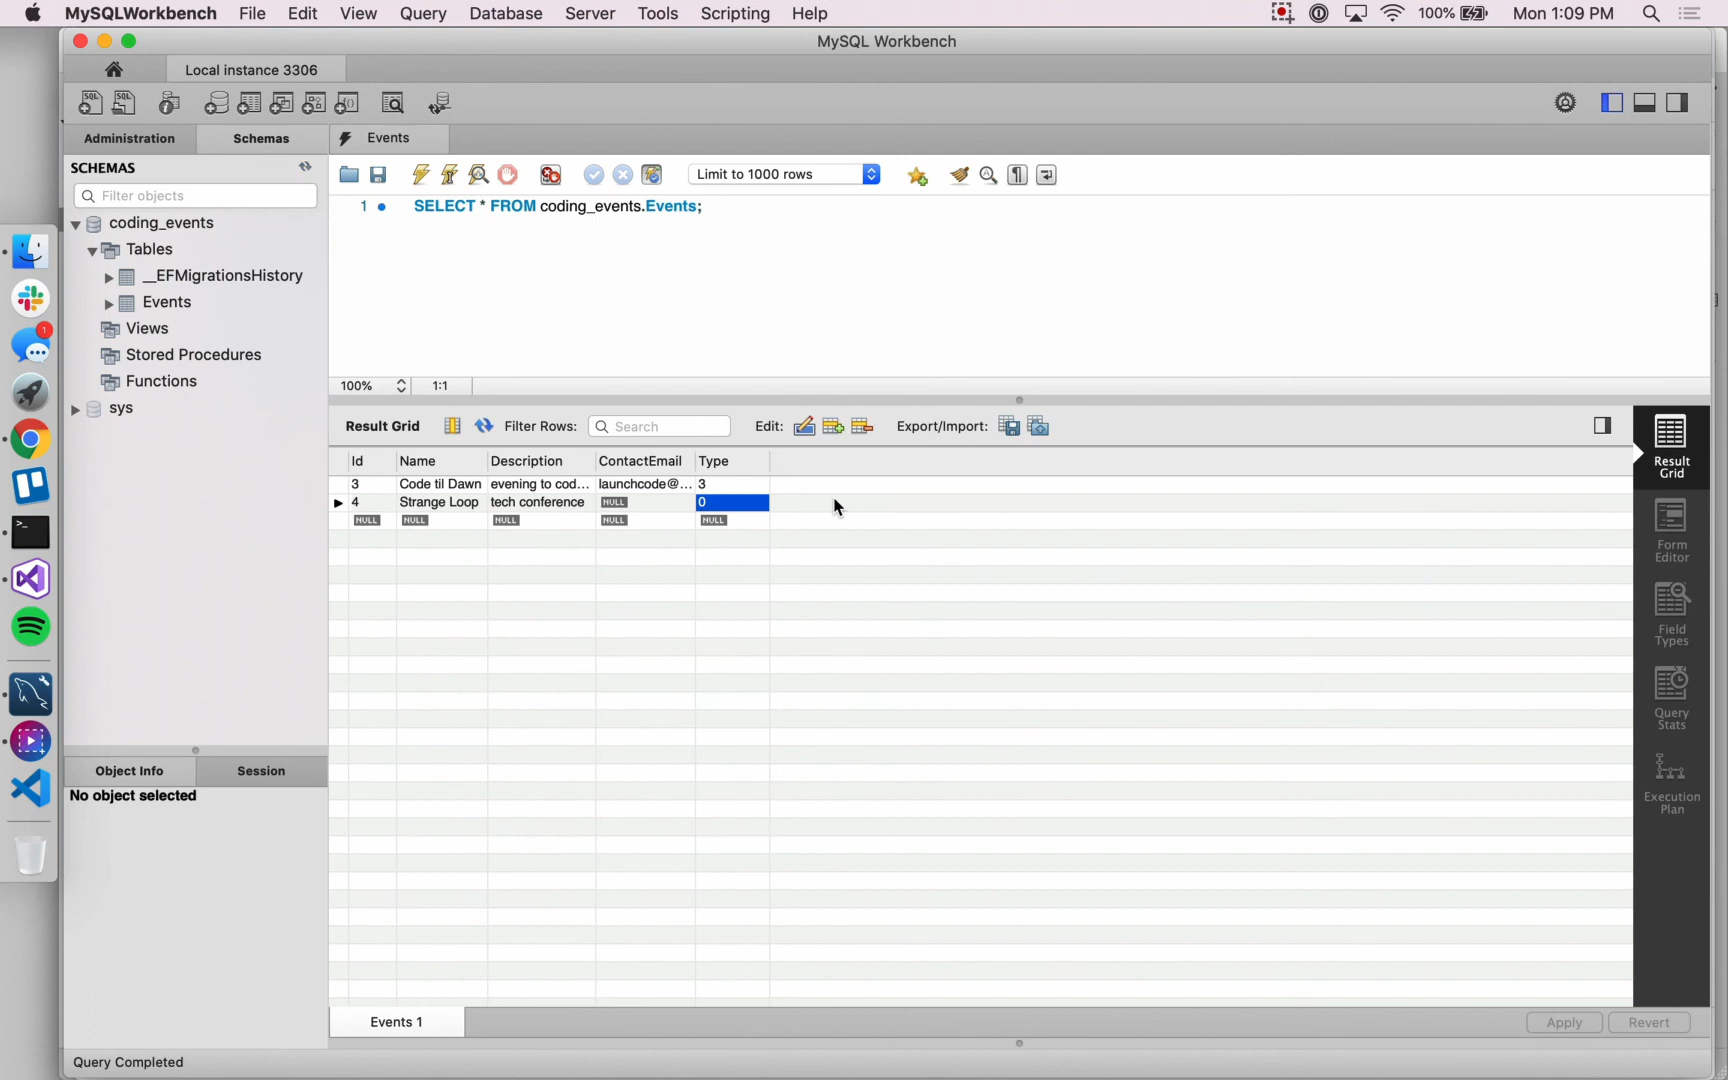 MySQLWorkbench File Edit View Query Database Server Tools Scripting Help 100% Mon 1:09 PM
MySQL Workbench
Local instance 3306
SQL SQL
Administration Schemas Events
SCHEMAS
Filter objects
Limit to 1000 rows
1 SELECT * FROM coding_events.Events;
coding_events
Tables
__EFMigrationsHistory
Events
Views
Stored Procedures
Functions
sys
1
100% 1:1
Result Grid Filter Rows: Search Edit: Export/Import:
Id Name Description ContactEmail Type
3 Code til Dawn evening to cod... launchcode@... 3
4 Strange Loop tech conference NULL 0
NULL NULL NULL NULL NULL
Result Grid
Form Editor
Field Types
Query Stats
Execution Plan
Object Info Session
No object selected
Events 1 Apply Revert
Query Completed